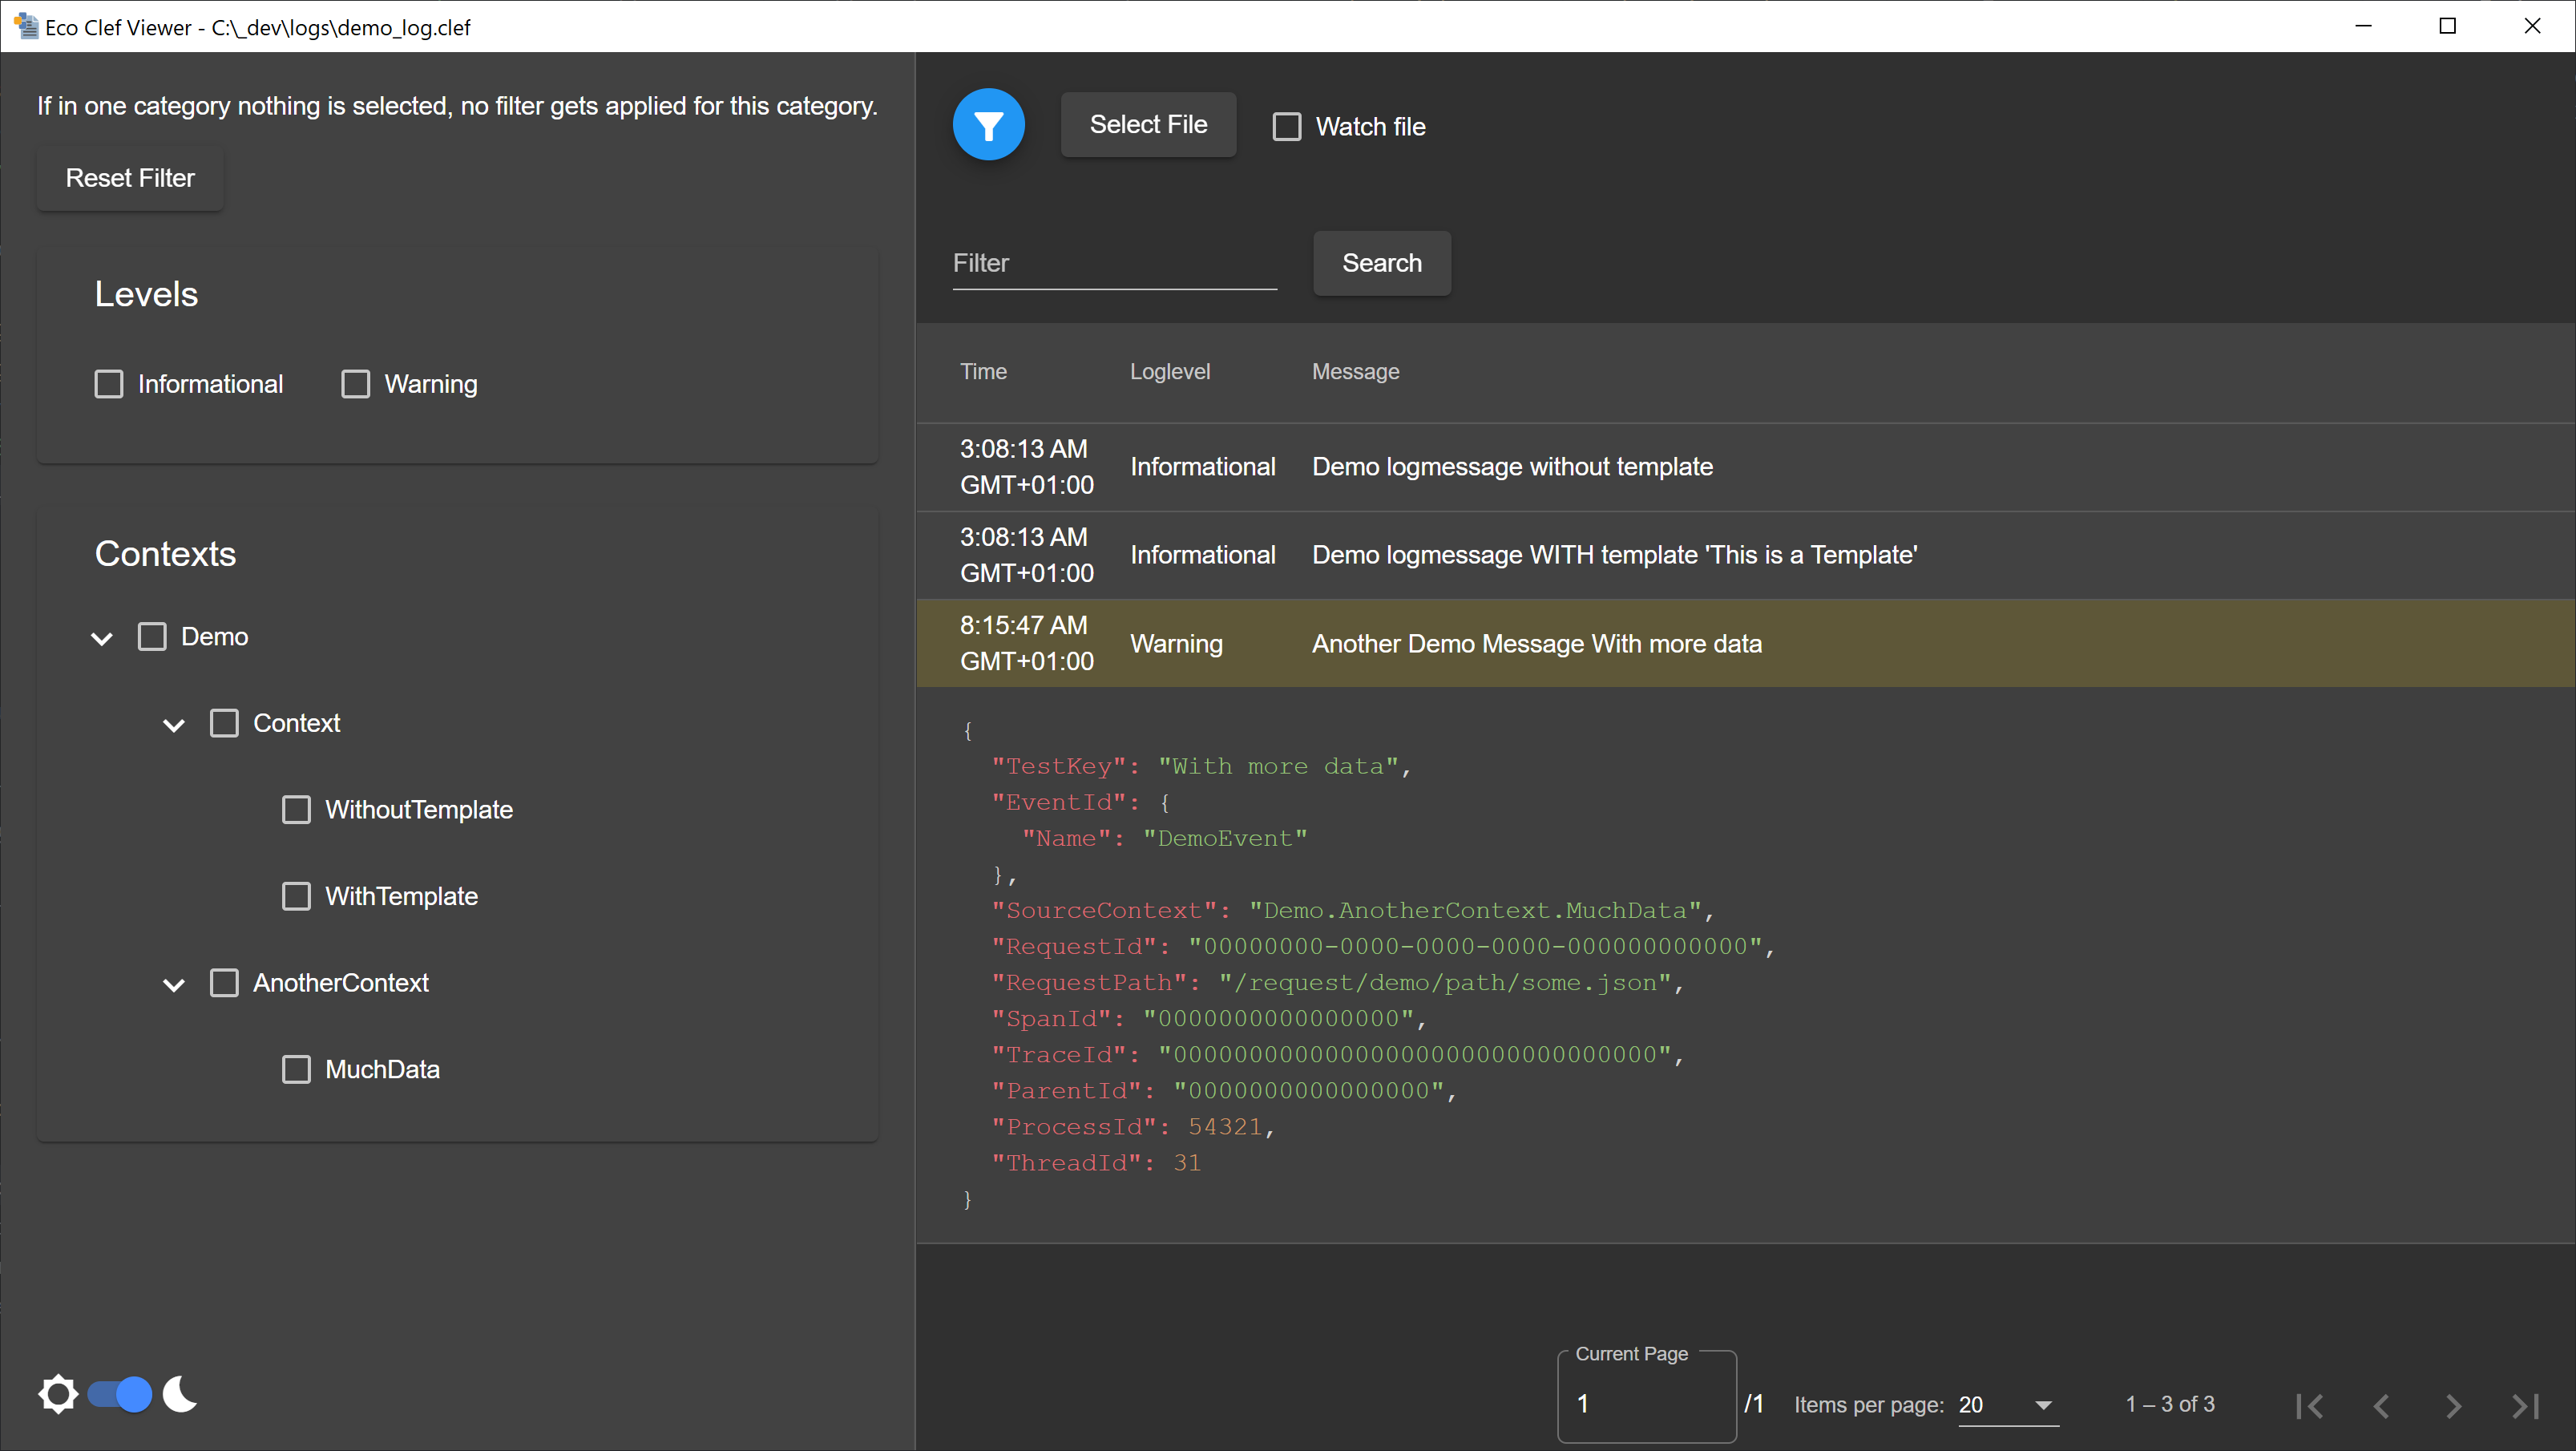 Eco Clef Viewer - C:\_dev\logs\demo_log.clef
If in one category nothing is selected, no filter gets applied for this category.
Reset Filter
Levels
Informational Warning
Contexts
Demo
Context
WithoutTemplate
WithTemplate
AnotherContext
MuchData
Select File Watch file
Filter Search
Time Loglevel Message
3:08:13 AM
GMT+01:00 Informational Demo logmessage without template
3:08:13 AM
GMT+01:00 Informational Demo logmessage WITH template 'This is a Template'
8:15:47 AM
GMT+01:00 Warning Another Demo Message With more data
{
"TestKey": "With more data",
"EventId": {
"Name": "DemoEvent"
},
"SourceContext": "Demo.AnotherContext.MuchData",
"RequestId": "00000000-0000-0000-0000-000000000000",
"RequestPath": "/request/demo/path/some.json",
"SpanId": "0000000000000000",
"TraceId": "00000000000000000000000000000000",
"ParentId": "0000000000000000",
"ProcessId": 54321,
"ThreadId": 31
}
Current Page
1 /1 Items per page: 20 1 – 3 of 3